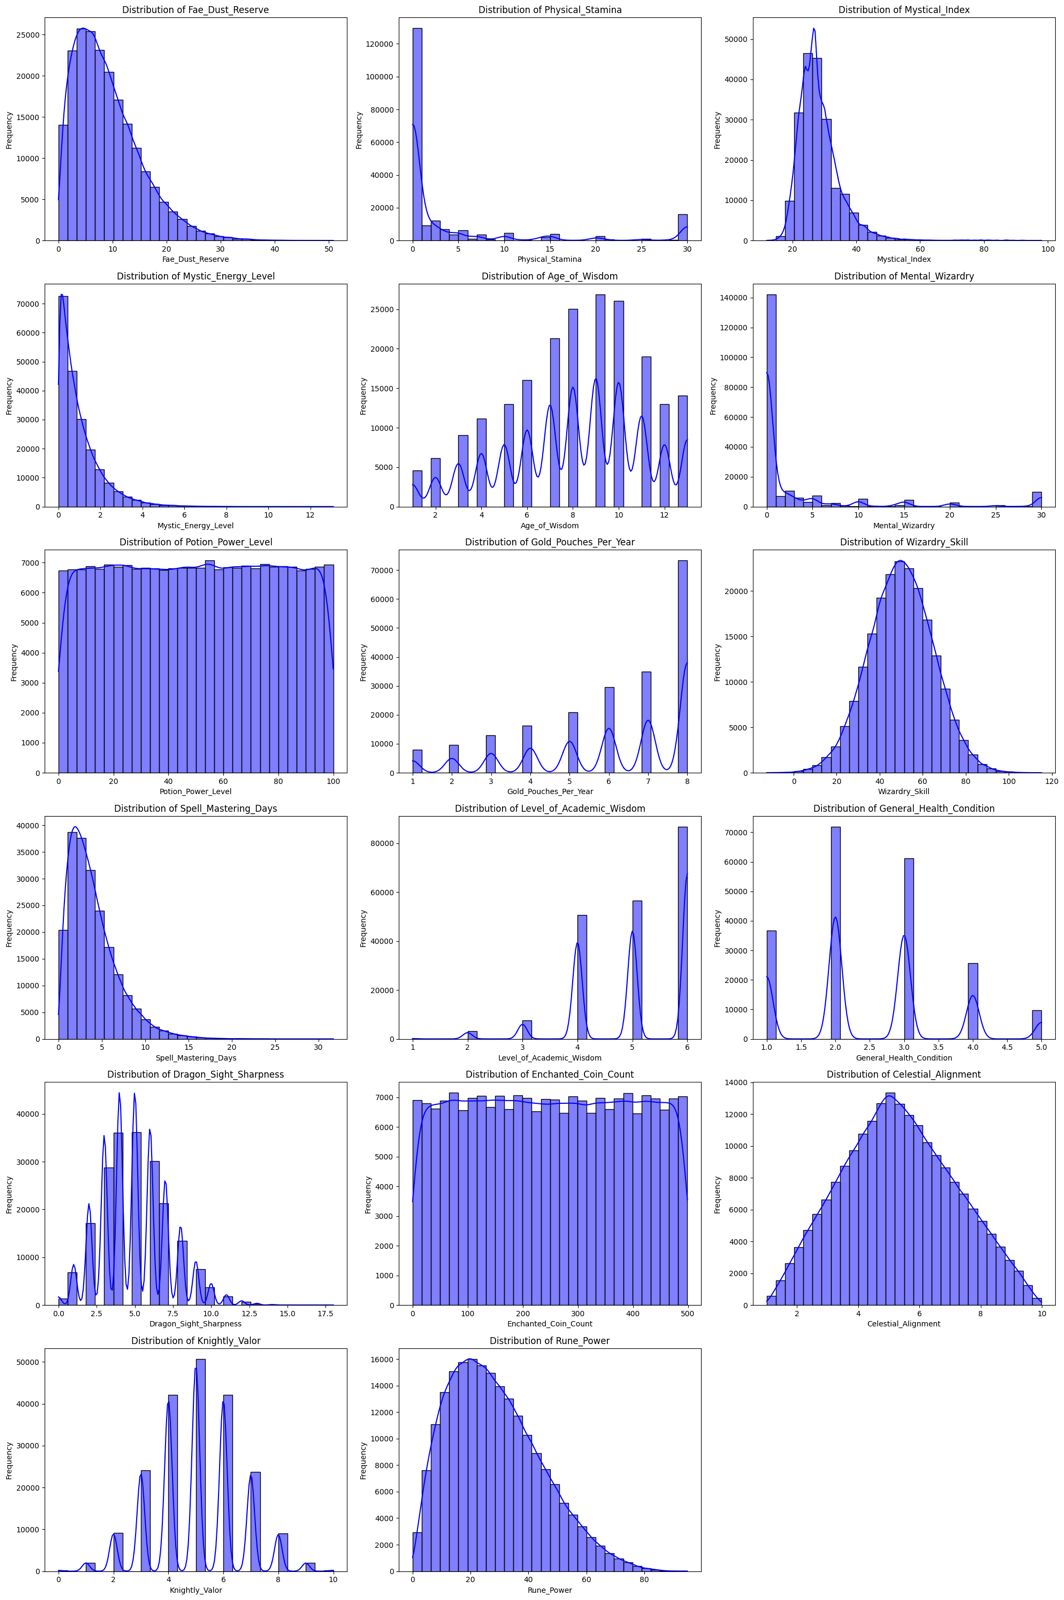 Distribution of Fae_Dust_Reserve
Frequency
25000
20000
15000
10000
5000
0
0 10 20 30 40 50
Fae_Dust_Reserve
Distribution of Physical_Stamina
Frequency
120000
100000
80000
60000
40000
20000
0
0 5 10 15 20 25 30
Physical_Stamina
Distribution of Mystical_Index
Frequency
50000
40000
30000
20000
10000
0
20 40 60 80 100
Mystical_Index
Distribution of Mystic_Energy_Level
Frequency
70000
60000
50000
40000
30000
20000
10000
0
0 2 4 6 8 10 12
Mystic_Energy_Level
Distribution of Age_of_Wisdom
Frequency
25000
20000
15000
10000
5000
0
2 4 6 8 10 12
Age_of_Wisdom
Distribution of Mental_Wizardry
Frequency
140000
120000
100000
80000
60000
40000
20000
0
0 5 10 15 20 25 30
Mental_Wizardry
Distribution of Potion_Power_Level
Frequency
7000
6000
5000
4000
3000
2000
1000
0
0 20 40 60 80 100
Potion_Power_Level
Distribution of Gold_Pouches_Per_Year
Frequency
70000
60000
50000
40000
30000
20000
10000
0
1 2 3 4 5 6 7 8
Gold_Pouches_Per_Year
Distribution of Wizardry_Skill
Frequency
20000
15000
10000
5000
0
0 20 40 60 80 100 120
Wizardry_Skill
Distribution of Spell_Mastering_Days
Frequency
40000
35000
30000
25000
20000
15000
10000
5000
0
0 5 10 15 20 25 30
Spell_Mastering_Days
Distribution of Level_of_Academic_Wisdom
Frequency
80000
60000
40000
20000
0
1 2 3 4 5 6
Level_of_Academic_Wisdom
Distribution of General_Health_Condition
Frequency
70000
60000
50000
40000
30000
20000
10000
0
1.0 1.5 2.0 2.5 3.0 3.5 4.0 4.5 5.0
General_Health_Condition
Distribution of Dragon_Sight_Sharpness
Frequency
40000
30000
20000
10000
0
0.0 2.5 5.0 7.5 10.0 12.5 15.0 17.5
Dragon_Sight_Sharpness
Distribution of Enchanted_Coin_Count
Frequency
7000
6000
5000
4000
3000
2000
1000
0
0 100 200 300 400 500
Enchanted_Coin_Count
Distribution of Celestial_Alignment
Frequency
14000
12000
10000
8000
6000
4000
2000
0
2 4 6 8 10
Celestial_Alignment
Distribution of Knightly_Valor
Frequency
50000
40000
30000
20000
10000
0
0 2 4 6 8 10
Knightly_Valor
Distribution of Rune_Power
Frequency
16000
14000
12000
10000
8000
6000
4000
2000
0
0 20 40 60 80
Rune_Power